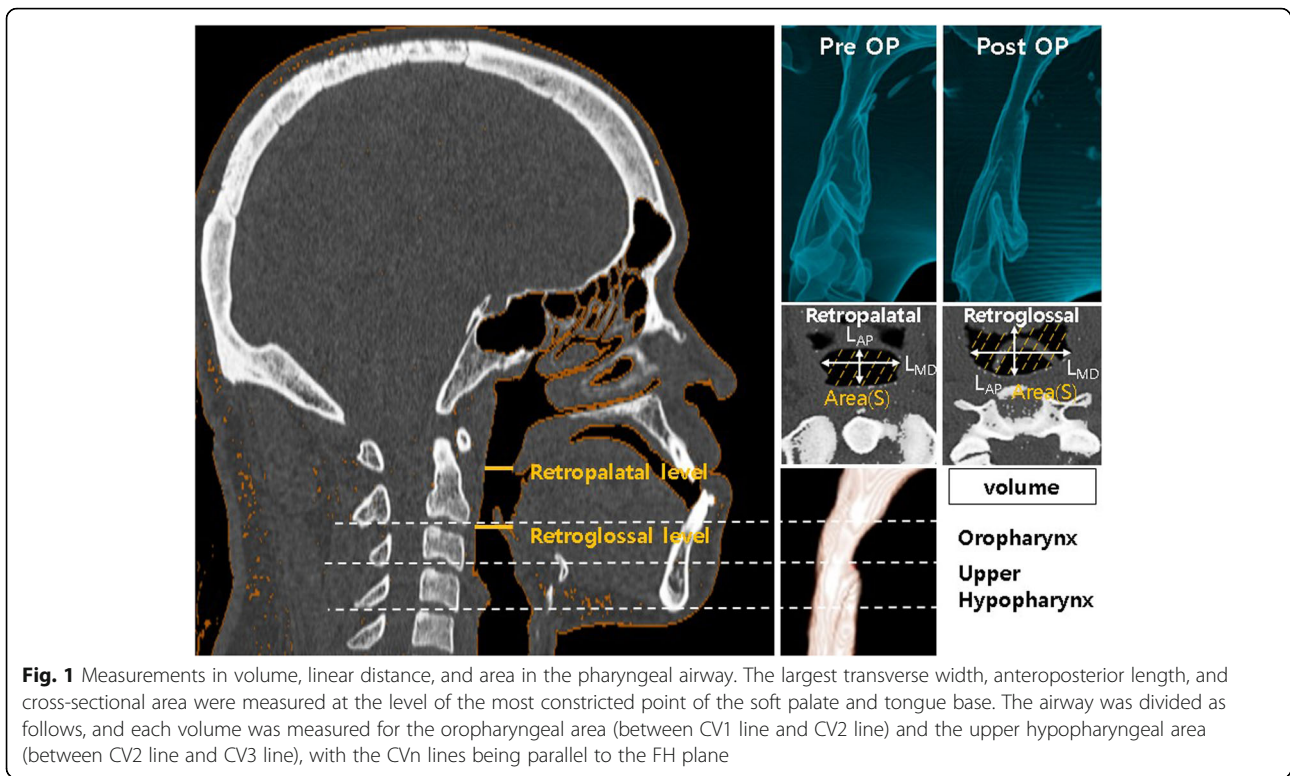 Pre OP
Post OP
Retropalatal
L_AP
L_MD
Area(S)
Retroglossal
L_MD
L_AP
Area(S)
Retropalatal level
Retroglossal level
volume
Oropharynx
Upper
Hypopharynx
Fig. 1 Measurements in volume, linear distance, and area in the pharyngeal airway. The largest transverse width, anteroposterior length, and
cross-sectional area were measured at the level of the most constricted point of the soft palate and tongue base. The airway was divided as
follows, and each volume was measured for the oropharyngeal area (between CV1 line and CV2 line) and the upper hypopharyngeal area
(between CV2 line and CV3 line), with the CVn lines being parallel to the FH plane